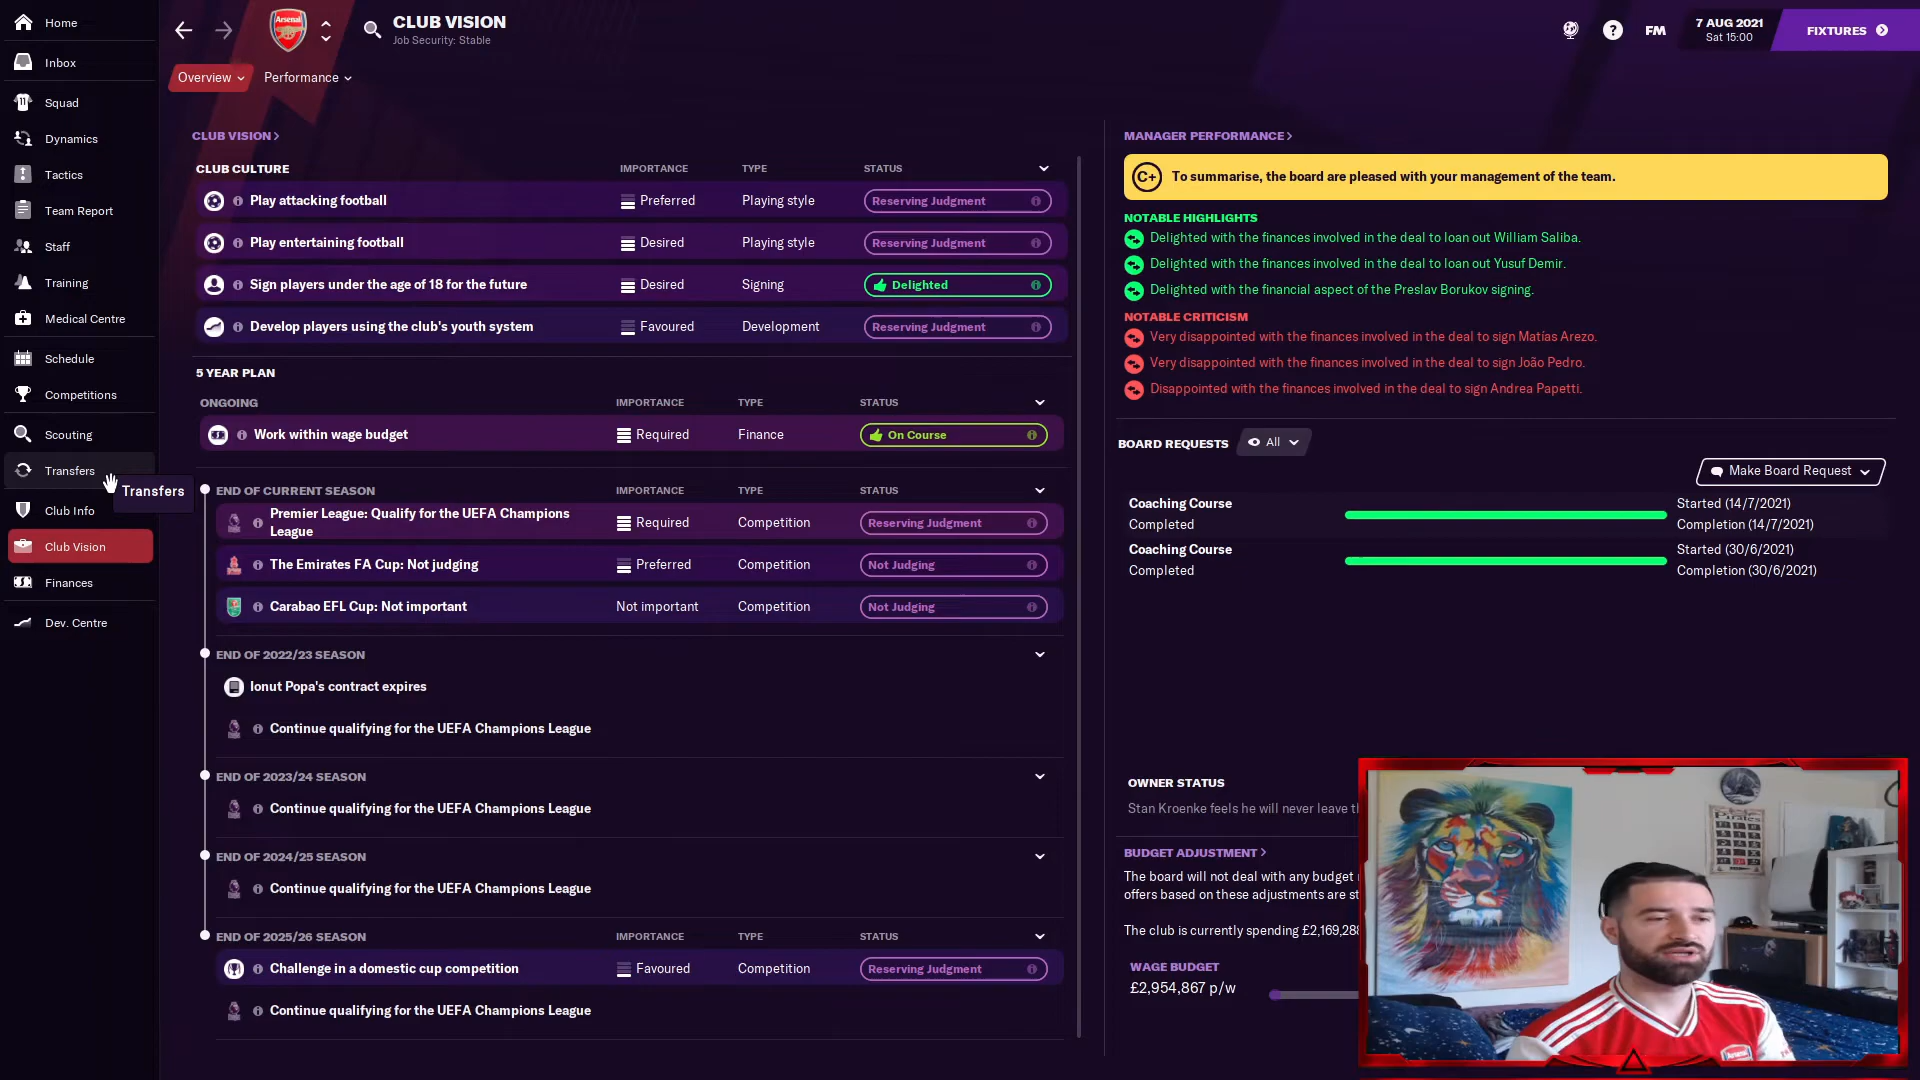 Home
Inbox
Squad
Dynamics
Tactics
Team Report
Staff
Training
Medical Centre
Schedule
Competitions
Scouting
Transfers
Transfers
Club Info
Club Vision
Finances
Dev. Centre
Arsenal
CLUB VISION
Job Security: Stable
?
FM
7 AUG 2021
Sat 15:00
FIXTURES
Overview
Performance
CLUB VISION
CLUB CULTURE IMPORTANCE TYPE STATUS
Play attacking football Preferred Playing style Reserving Judgment
Play entertaining football Desired Playing style Reserving Judgment
Sign players under the age of 18 for the future Desired Signing Delighted
Develop players using the club's youth system Favoured Development Reserving Judgment
5 YEAR PLAN
ONGOING IMPORTANCE TYPE STATUS
Work within wage budget Required Finance On Course
END OF CURRENT SEASON IMPORTANCE TYPE STATUS
Premier League: Qualify for the UEFA Champions
League Required Competition Reserving Judgment
The Emirates FA Cup: Not judging Preferred Competition Not Judging
Carabao EFL Cup: Not important Not important Competition Not Judging
END OF 2022/23 SEASON
Ionut Popa's contract expires
Continue qualifying for the UEFA Champions League
END OF 2023/24 SEASON
Continue qualifying for the UEFA Champions League
END OF 2024/25 SEASON
Continue qualifying for the UEFA Champions League
END OF 2025/26 SEASON IMPORTANCE TYPE STATUS
Challenge in a domestic cup competition Favoured Competition Reserving Judgment
Continue qualifying for the UEFA Champions League
MANAGER PERFORMANCE
C+ To summarise, the board are pleased with your management of the team.
NOTABLE HIGHLIGHTS
Delighted with the finances involved in the deal to loan out William Saliba.
Delighted with the finances involved in the deal to loan out Yusuf Demir.
Delighted with the financial aspect of the Preslav Borukov signing.
NOTABLE CRITICISM
Very disappointed with the finances involved in the deal to sign Matías Arezo.
Very disappointed with the finances involved in the deal to sign João Pedro.
Disappointed with the finances involved in the deal to sign Andrea Papetti.
BOARD REQUESTS All
Make Board Request
Coaching Course Started (14/7/2021)
Completed Completion (14/7/2021)
Coaching Course Started (30/6/2021)
Completed Completion (30/6/2021)
OWNER STATUS
Stan Kroenke feels he will never leave
BUDGET ADJUSTMENT
The board will not deal with any budget
offers based on these adjustments are
The club is currently spending £2,169,28
WAGE BUDGET
£2,954,867 p/w
Pirates